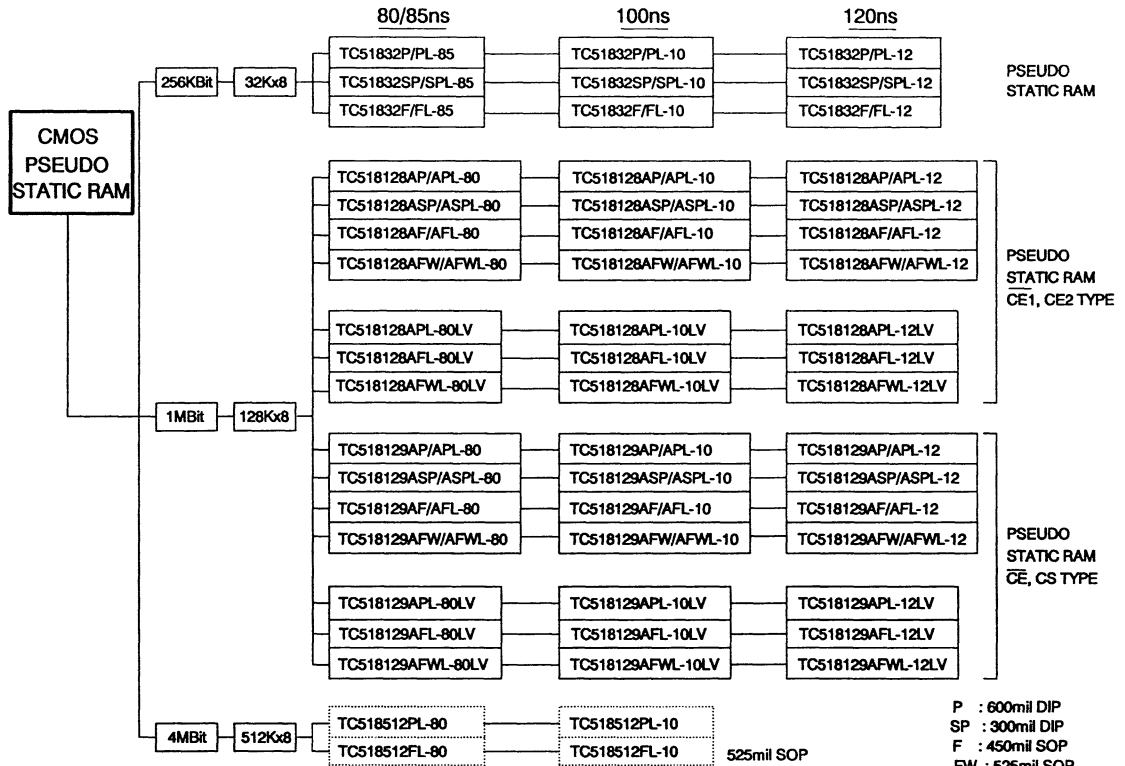 80/85ns 100ns 120ns
TC51832P/PL-85 TC51832P/PL-10 TC51832P/PL-12
256KBit 32Kx8 TC51832SP/SPL-85 TC51832SP/SPL-10 TC51832SP/SPL-12
TC51832F/FL-85 TC51832F/FL-10 TC51832F/FL-12
PSEUDO
STATIC RAM
CMOS
PSEUDO
STATIC RAM
TC518128AP/APL-80 TC518128AP/APL-10 TC518128AP/APL-12
TC518128ASP/ASPL-80 TC518128ASP/ASPL-10 TC518128ASP/ASPL-12
TC518128AF/AFL-80 TC518128AF/AFL-10 TC518128AF/AFL-12
TC518128AFW/AFWL-80 TC518128AFW/AFWL-10 TC518128AFW/AFWL-12
PSEUDO
STATIC RAM
C̅E̅1, CE2 TYPE
TC518128APL-80LV TC518128APL-10LV TC518128APL-12LV
TC518128AFL-80LV TC518128AFL-10LV TC518128AFL-12LV
TC518128AFWL-80LV TC518128AFWL-10LV TC518128AFWL-12LV
1MBit 128Kx8
TC518129AP/APL-80 TC518129AP/APL-10 TC518129AP/APL-12
TC518129ASP/ASPL-80 TC518129ASP/ASPL-10 TC518129ASP/ASPL-12
TC518129AF/AFL-80 TC518129AF/AFL-10 TC518129AF/AFL-12
TC518129AFW/AFWL-80 TC518129AFW/AFWL-10 TC518129AFW/AFWL-12
PSEUDO
STATIC RAM
C̅E̅, CS TYPE
TC518129APL-80LV TC518129APL-10LV TC518129APL-12LV
TC518129AFL-80LV TC518129AFL-10LV TC518129AFL-12LV
TC518129AFWL-80LV TC518129AFWL-10LV TC518129AFWL-12LV
4MBit 512Kx8
TC518512PL-80 TC518512PL-10
TC518512FL-80 TC518512FL-10 525mil SOP
P : 600mil DIP
SP : 300mil DIP
F : 450mil SOP
FW : 525mil SOP